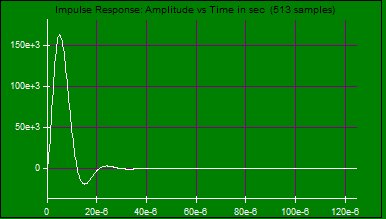 Impulse Response: Amplitude vs Time in sec (513 samples)
150e+3
100e+3
50e+3
0
0 20e-6 40e-6 60e-6 80e-6 100e-6 120e-6